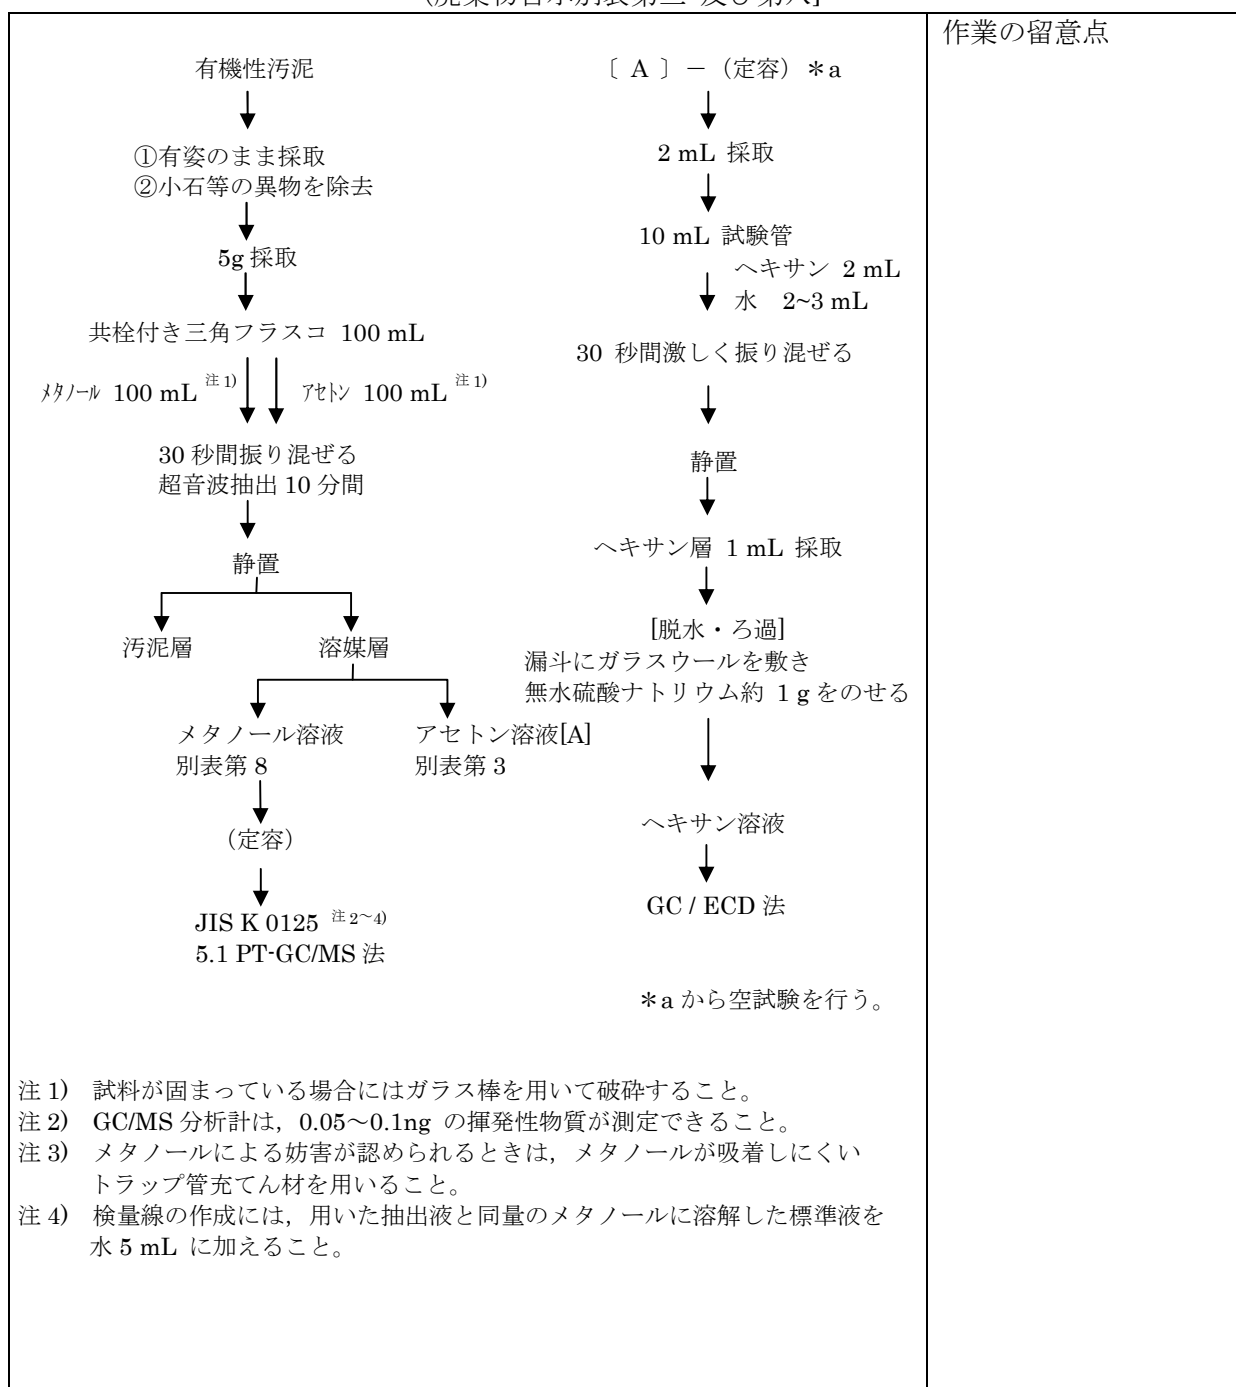 作業の留意点
有機性汚泥
①有姿のまま採取
②小石等の異物を除去
5g 採取
共栓付き三角フラスコ 100 mL
ﾒﾀﾉｰﾙ 100 mL 注1)
ｱｾﾄﾝ 100 mL 注1)
30 秒間振り混ぜる
超音波抽出 10 分間
静置
汚泥層 溶媒層
メタノール溶液 アセトン溶液[A]
別表第 8 別表第 3
(定容)
JIS K 0125 注2~4)
5.1 PT-GC/MS 法
〔 A 〕-(定容)*a
2 mL 採取
10 mL 試験管
ヘキサン 2 mL
水 2~3 mL
30 秒間激しく振り混ぜる
静置
ヘキサン層 1 mL 採取
[脱水・ろ過]
漏斗にガラスウールを敷き
無水硫酸ナトリウム約 1 g をのせる
ヘキサン溶液
GC / ECD 法
*a から空試験を行う。
注 1) 試料が固まっている場合にはガラス棒を用いて破砕すること。
注 2) GC/MS 分析計は,0.05~0.1ng の揮発性物質が測定できること。
注 3) メタノールによる妨害が認められるときは,メタノールが吸着しにくい
トラップ管充てん材を用いること。
注 4) 検量線の作成には,用いた抽出液と同量のメタノールに溶解した標準液を
水 5 mL に加えること。